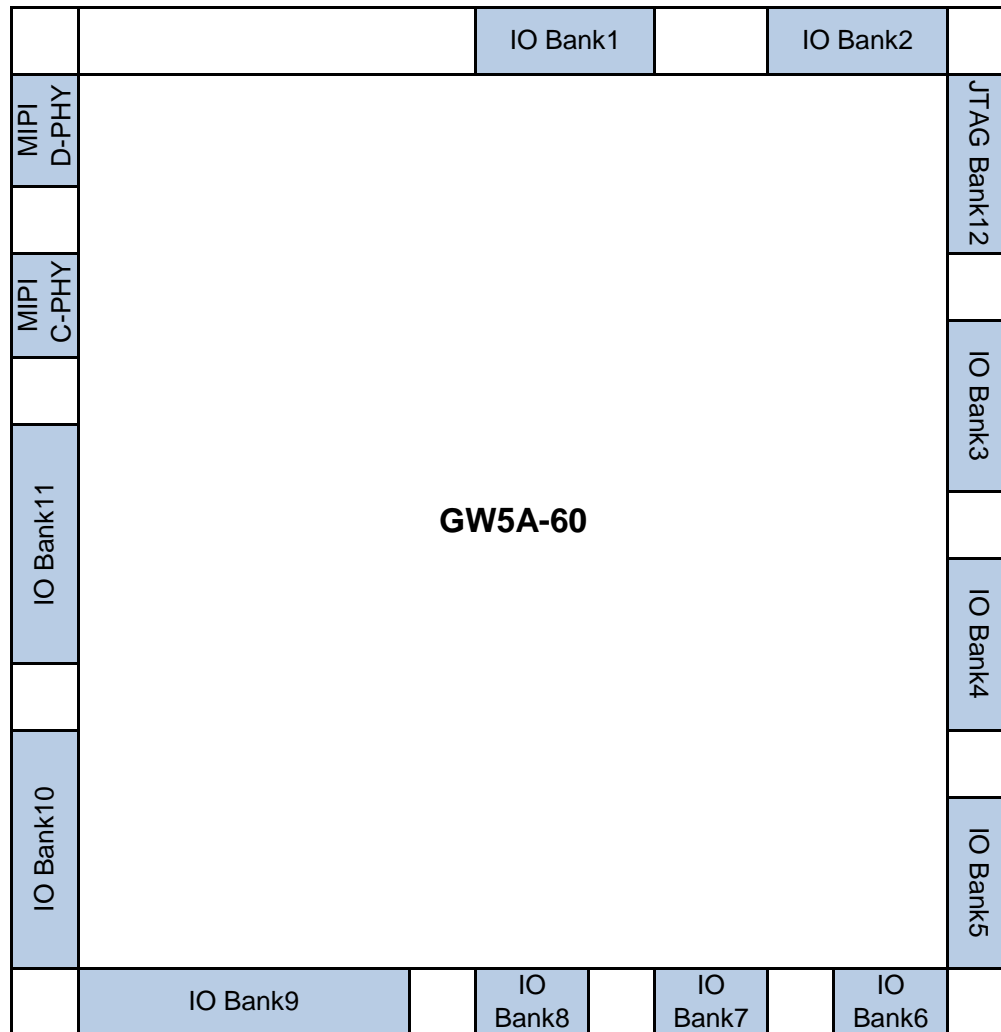 IO Bank1
IO Bank2
MIPI
D-PHY
JTAG Bank12
MIPI
C-PHY
IO Bank3
IO Bank11
GW5A-60
IO Bank4
IO Bank10
IO Bank5
IO Bank9
IO
Bank8
IO
Bank7
IO
Bank6